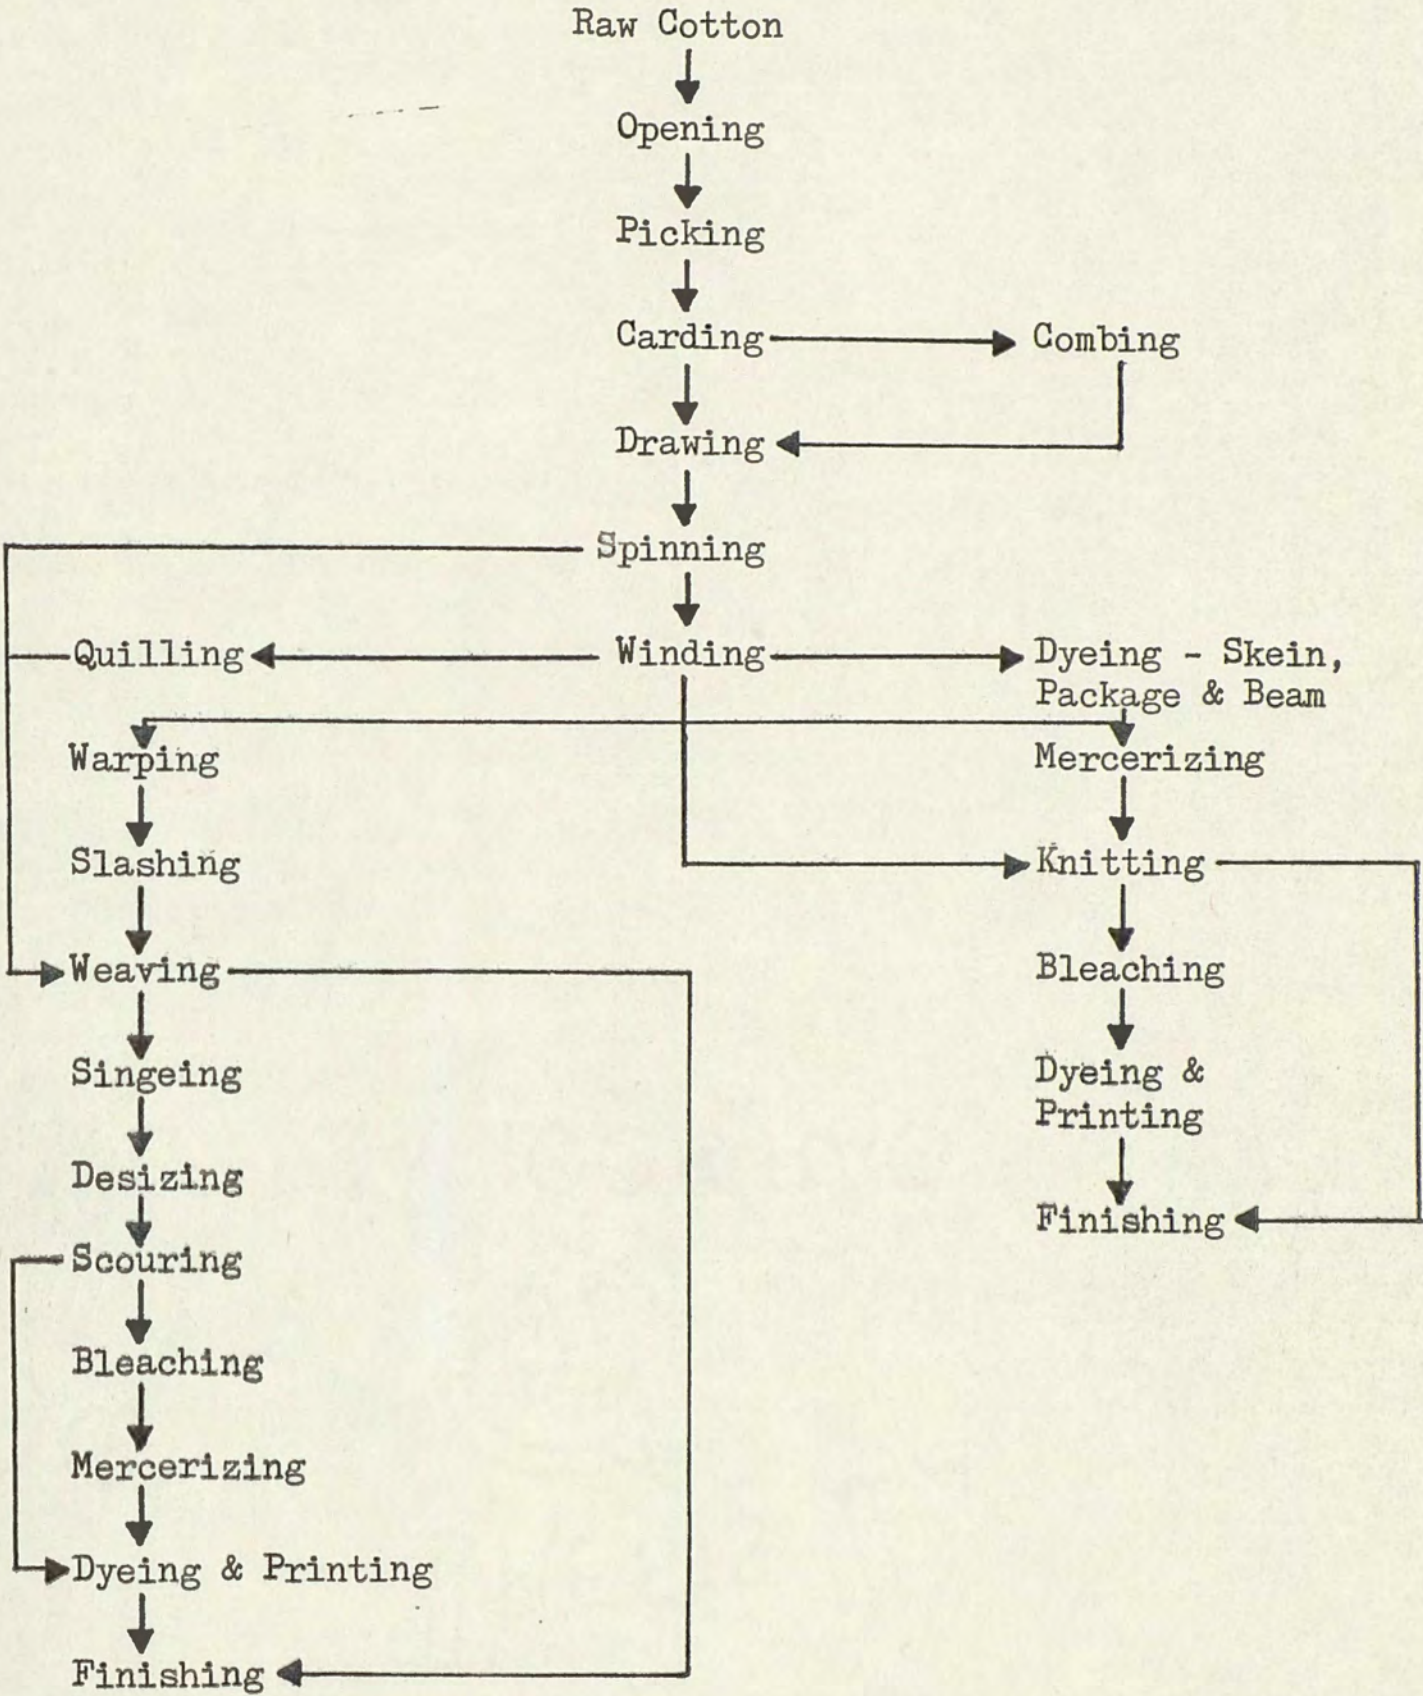 Raw Cotton
Opening
Picking
Carding
Combing
Drawing
Spinning
Quilling
Winding
Dyeing - Skein,
Package & Beam
Warping
Mercerizing
Slashing
Knitting
Weaving
Bleaching
Singeing
Dyeing &
Printing
Desizing
Finishing
Scouring
Bleaching
Mercerizing
Dyeing & Printing
Finishing